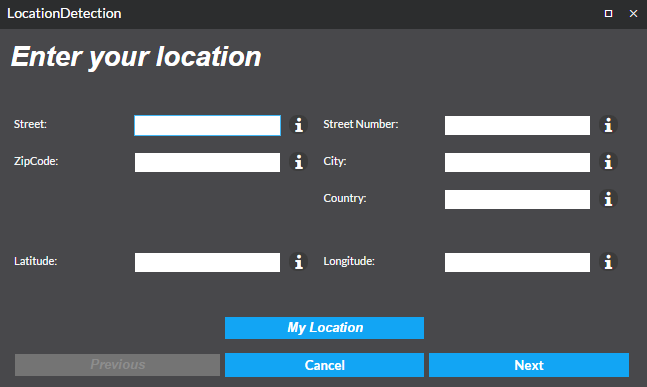 LocationDetection
Enter your location
Street:
Street Number:
ZipCode:
City:
Country:
Latitude:
Longitude:
My Location
Previous
Cancel
Next